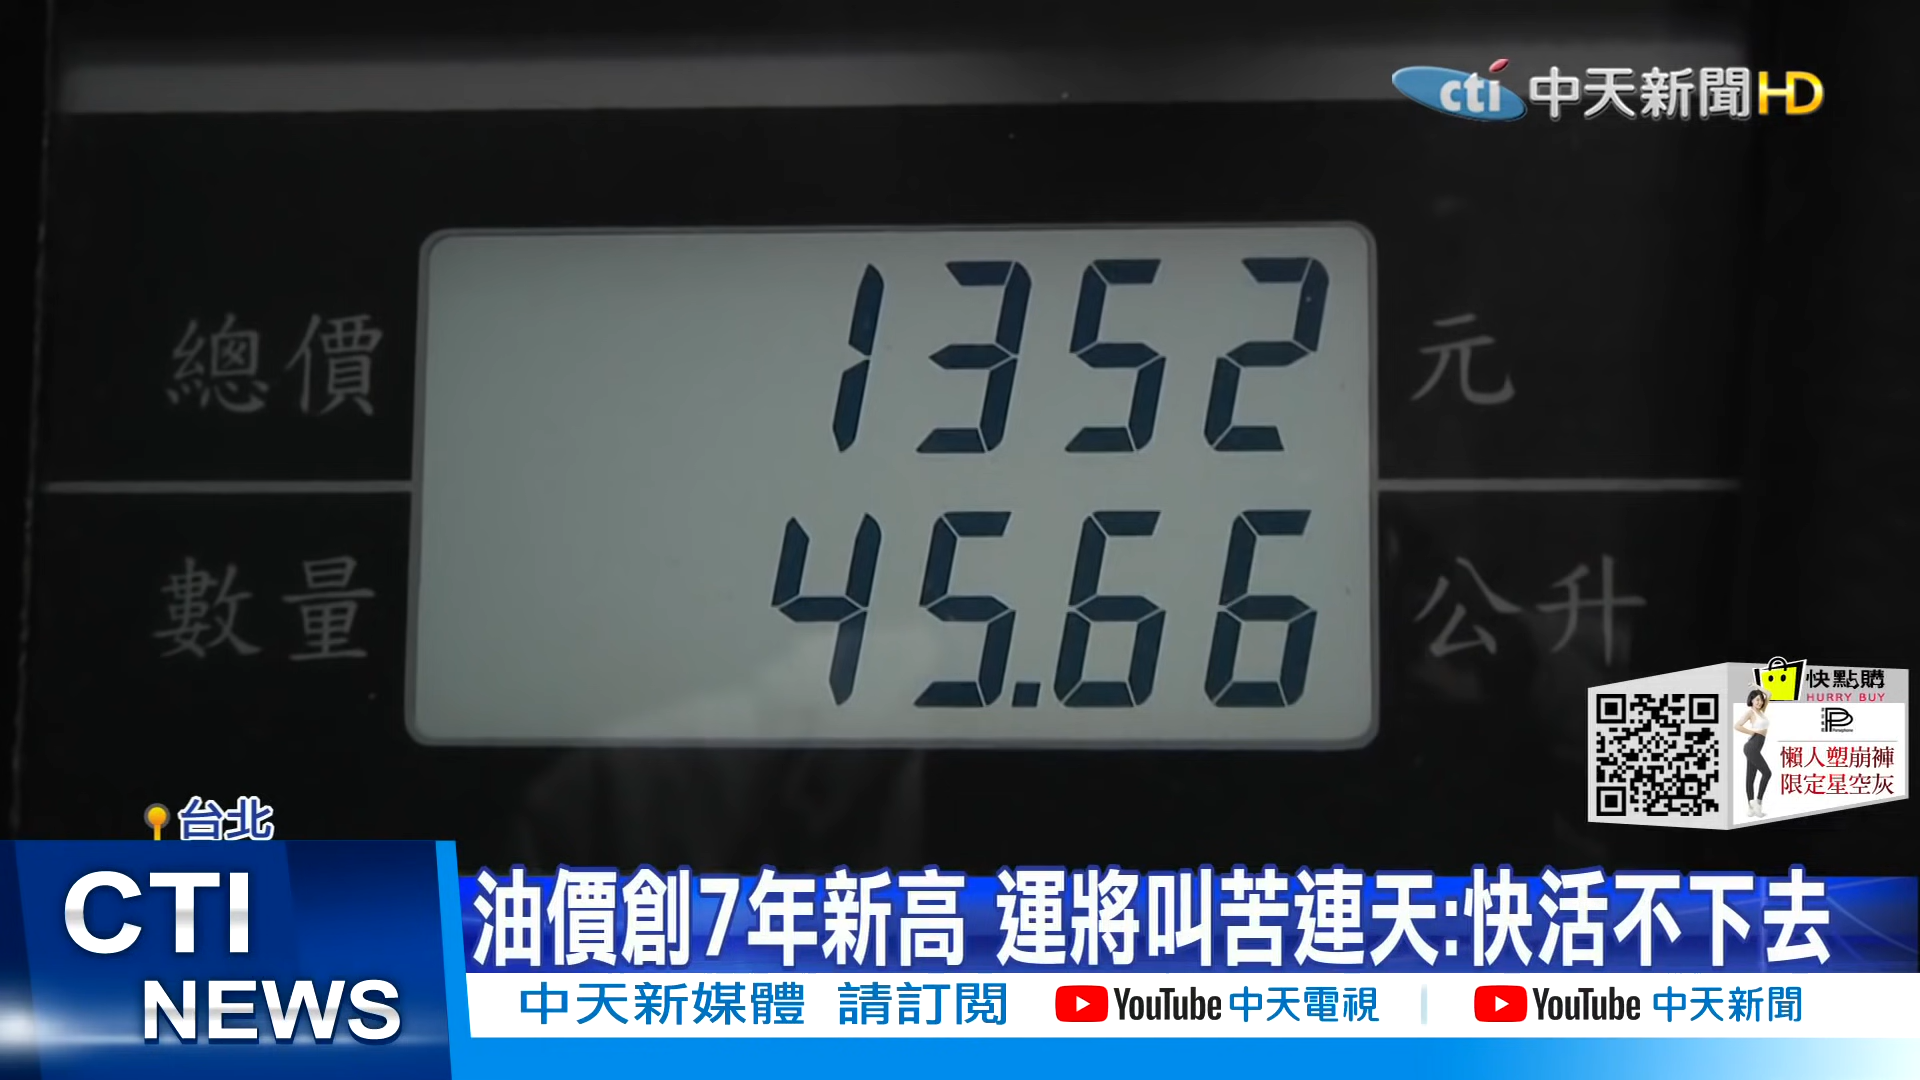 cti 中天新聞HD
總價 1352 元
數量 45.66 公升
快點購
HURRY BUY
懶人塑崩褲
限定星空灰
台北
CTI
NEWS
油價創7年新高 運將叫苦連天:快活不下去
中天新媒體 請訂閱 YouTube 中天電視 | YouTube 中天新聞